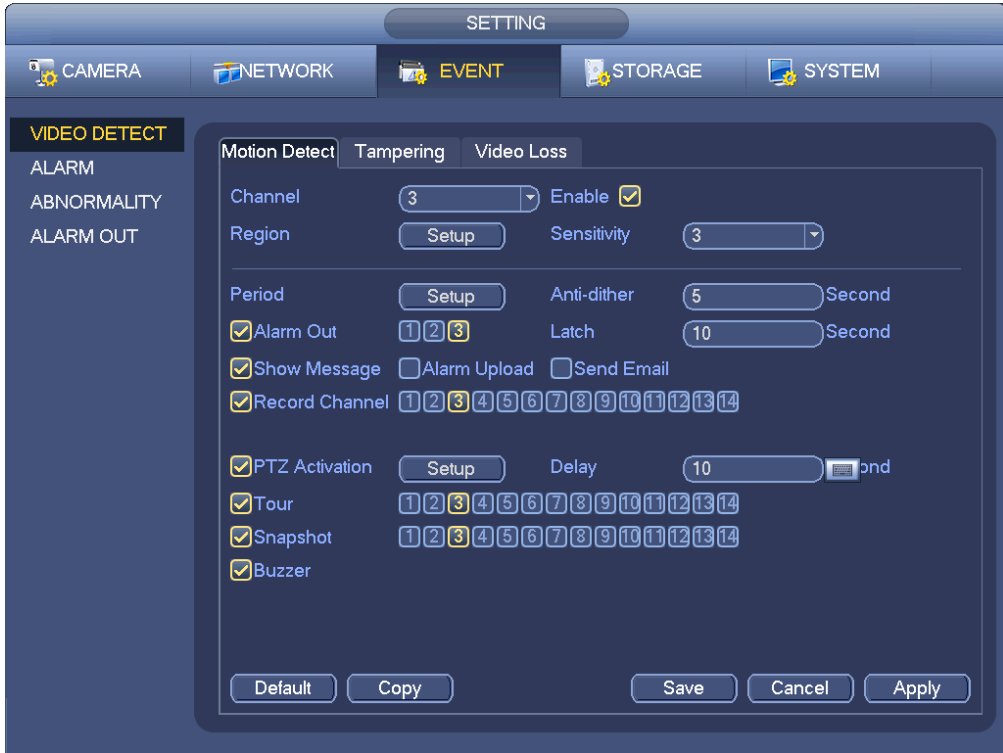 SETTING
CAMERA NETWORK EVENT STORAGE SYSTEM
VIDEO DETECT
ALARM
ABNORMALITY
ALARM OUT
Motion Detect Tampering Video Loss
Channel 3 Enable
Region Setup Sensitivity 3
Period Setup Anti-dither 5 Second
Alarm Out 1 2 3 Latch 10 Second
Show Message Alarm Upload Send Email
Record Channel 1 2 3 4 5 6 7 8 9 10 11 12 13 14
PTZ Activation Setup Delay 10 ond
Tour 1 2 3 4 5 6 7 8 9 10 11 12 13 14
Snapshot 1 2 3 4 5 6 7 8 9 10 11 12 13 14
Buzzer
Default Copy Save Cancel Apply